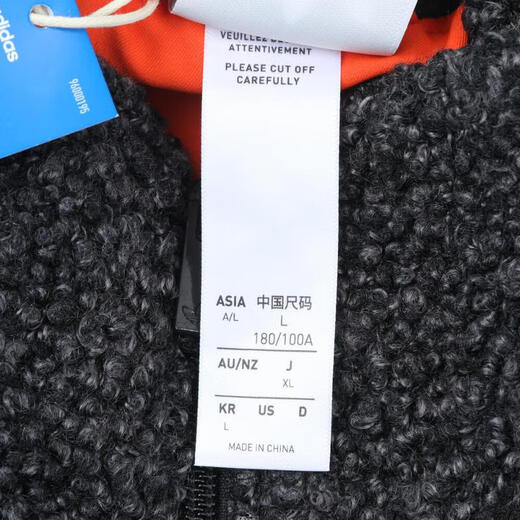 adidas
96000195
VEUILLEZ
ATTENTIVEMENT
PLEASE CUT OFF
CAREFULLY
ASIA 中国尺码
A/L L
180/100A
AU/NZ J
XL
KR US D
L
MADE IN CHINA